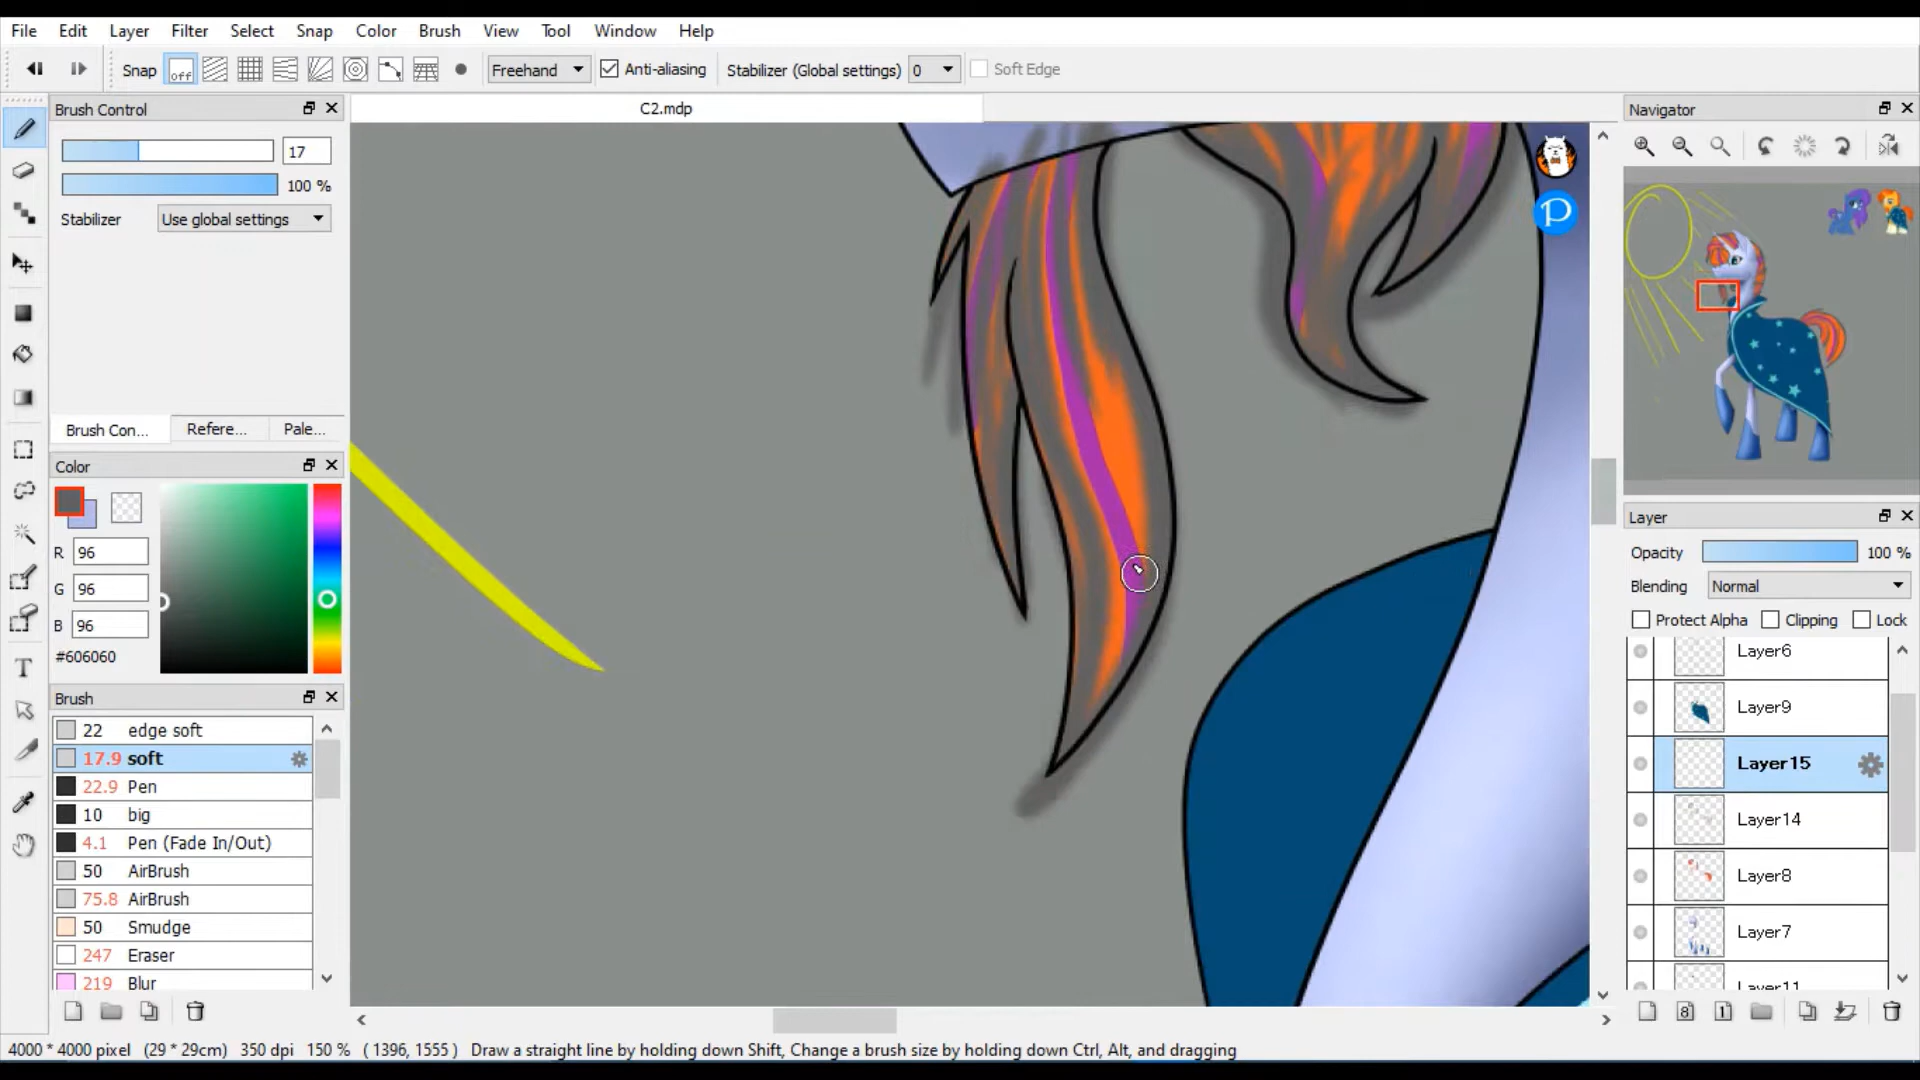 File Edit Layer Filter Select Snap Color Brush View Tool Window Help
Snap off Freehand Anti-aliasing Stabilizer (Global settings) 0 Soft Edge
Brush Control
17
100 %
Stabilizer Use global settings
Brush Con... Refere... Pale...
Color
R 96
G 96
B 96
#606060
Brush
22 edge soft
17.9 soft
22.9 Pen
10 big
4.1 Pen (Fade In/Out)
50 AirBrush
75.8 AirBrush
50 Smudge
247 Eraser
219 Blur
C2.mdp
P
Navigator
Layer
Opacity 100 %
Blending Normal
Protect Alpha Clipping Lock
Layer6
Layer9
Layer15
Layer14
Layer8
Layer7
Layer11
8 1
4000 * 4000 pixel (29 * 29cm) 350 dpi 150 % ( 1396, 1555 ) Draw a straight line by holding down Shift, Change a brush size by holding down Ctrl, Alt, and dragging